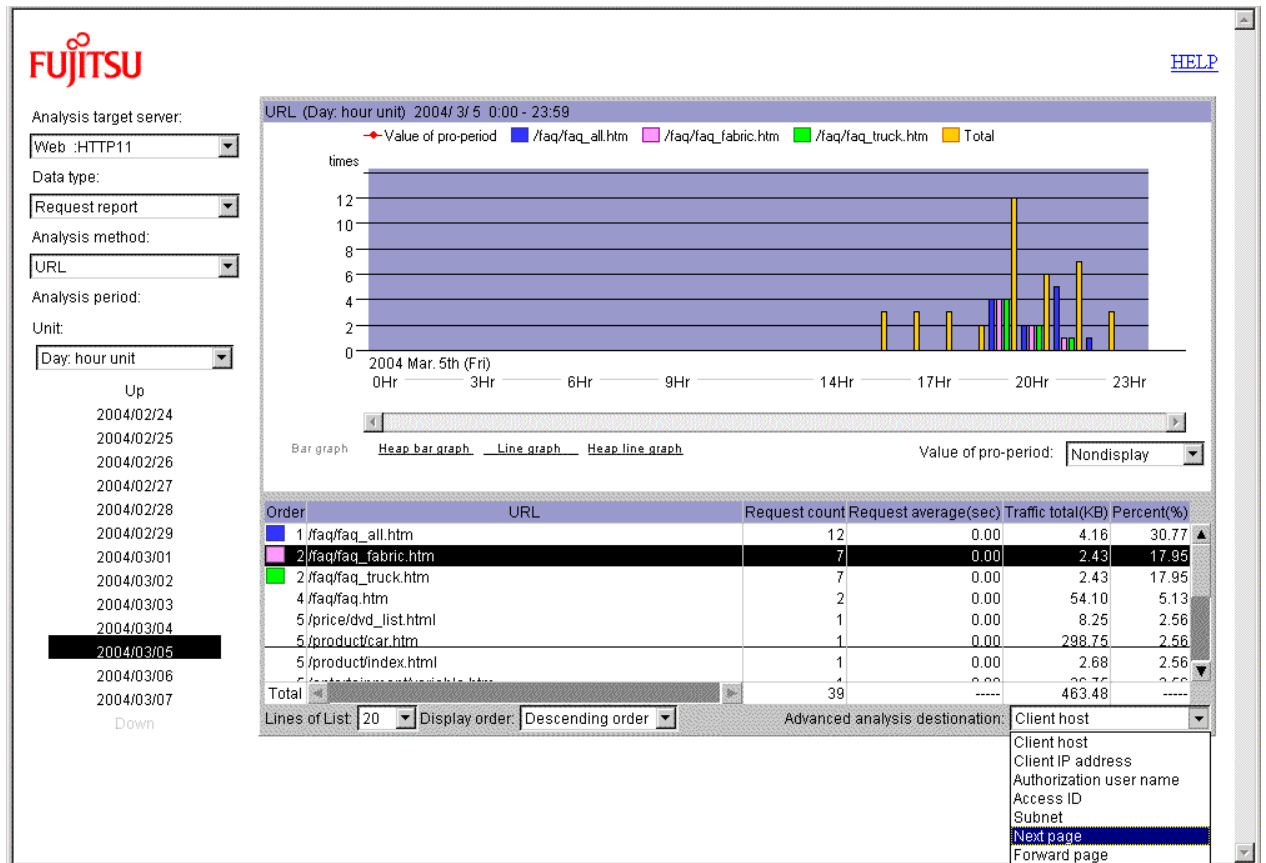 FUJITSU
HELP
Analysis target server:
Web :HTTP11
Data type:
Request report
Analysis method:
URL
Analysis period:
Unit:
Day: hour unit
Up
2004/02/24
2004/02/25
2004/02/26
2004/02/27
2004/02/28
2004/02/29
2004/03/01
2004/03/02
2004/03/03
2004/03/04
2004/03/05
2004/03/06
2004/03/07
Down
URL (Day: hour unit) 2004/ 3/ 5 0:00 - 23:59
Value of pro-period /faq/faq_all.htm /faq/faq_fabric.htm /faq/faq_truck.htm Total
times
12
10
8
6
4
2
0
2004 Mar. 5th (Fri)
0Hr 3Hr 6Hr 9Hr 14Hr 17Hr 20Hr 23Hr
Bar graph Heap bar graph Line graph Heap line graph Value of pro-period: Nondisplay
Order URL Request count Request average(sec) Traffic total(KB) Percent(%)
1 /faq/faq_all.htm 12 0.00 4.16 30.77
2 /faq/faq_fabric.htm 7 0.00 2.43 17.95
2 /faq/faq_truck.htm 7 0.00 2.43 17.95
4 /faq/faq.htm 2 0.00 54.10 5.13
5 /price/dvd_list.html 1 0.00 8.25 2.56
5 /product/car.htm 1 0.00 298.75 2.56
5 /product/index.html 1 0.00 2.68 2.56
Total 39 ----- 463.48 -----
Lines of List: 20 Display order: Descending order Advanced analysis destionation: Client host
Client host
Client IP address
Authorization user name
Access ID
Subnet
Next page
Forward page